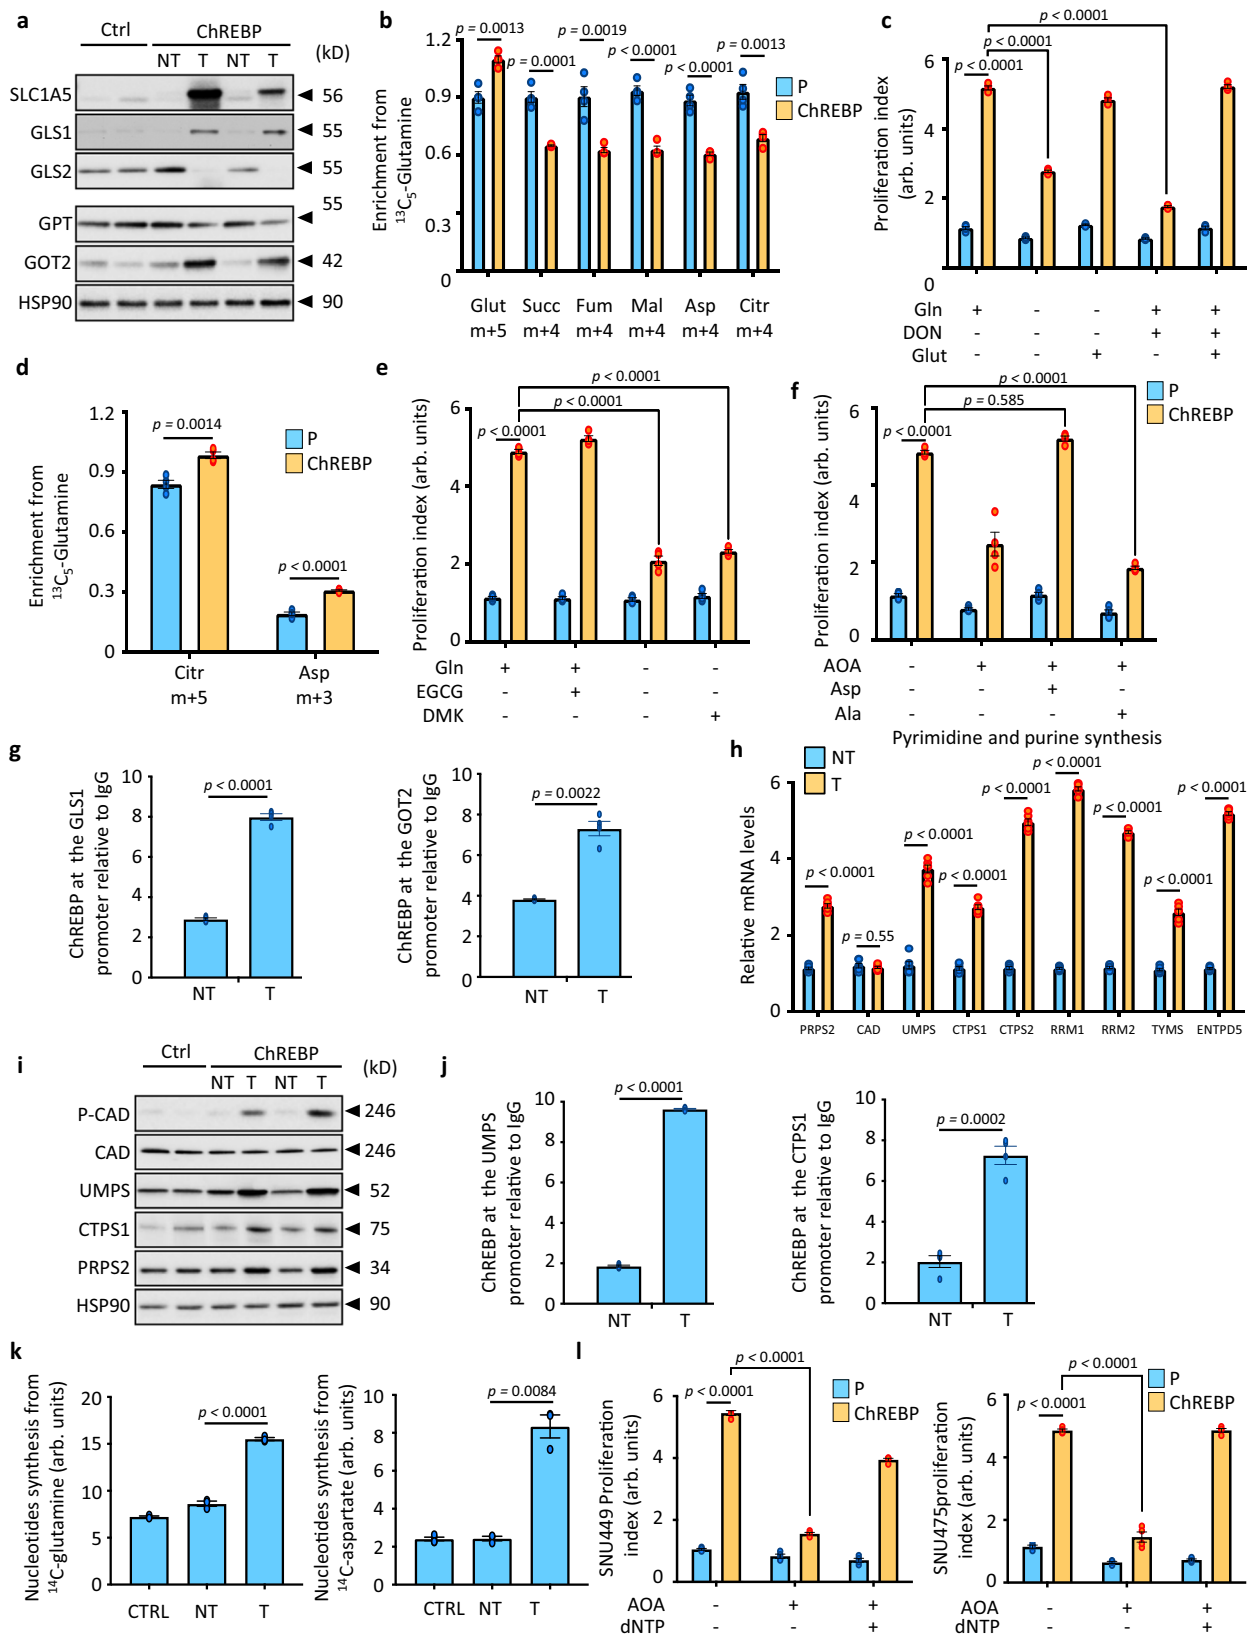 a
Ctrl
ChREBP
(kD)
NT T NT T
SLC1A5
56
GLS1
55
GLS2
55
55
GPT
GOT2
42
HSP90
90
b
Enrichment from
¹³C₅-Glutamine
1.2
0.9
0.6
0.3
0
p = 0.0013
p = 0.0001
p = 0.0019
p < 0.0001
p < 0.0001
p = 0.0013
P
ChREBP
Glut Succ Fum Mal Asp Citr
m+5 m+4 m+4 m+4 m+4 m+4
c
Proliferation index
(arb. units)
6
4
2
0
p < 0.0001
p < 0.0001
p < 0.0001
Gln + - - + +
DON - - - + +
Glut - - + - +
d
Enrichment from
¹³C₅-Glutamine
1.2
0.9
0.6
0.3
0
p = 0.0014
p < 0.0001
P
ChREBP
Citr Asp
m+5 m+3
e
Proliferation index (arb. units)
6
4
2
0
p < 0.0001
p < 0.0001
p < 0.0001
Gln + + - -
EGCG - + - -
DMK - - - +
f
Proliferation index (arb. units)
6
4
2
0
p < 0.0001
p = 0.585
p < 0.0001
P
ChREBP
AOA - + + +
Asp - - + -
Ala - - - +
g
ChREBP at the GLS1
promoter relative to IgG
10
8
6
4
2
0
p < 0.0001
NT T
ChREBP at the GOT2
promoter relative to IgG
10
8
6
4
2
0
p = 0.0022
NT T
h
Pyrimidine and purine synthesis
NT
T
Relative mRNA levels
6
4
2
0
p < 0.0001
p = 0.55
p < 0.0001
p < 0.0001
p < 0.0001
p < 0.0001
p < 0.0001
p < 0.0001
p < 0.0001
PRPS2 CAD UMPS CTPS1 CTPS2 RRM1 RRM2 TYMS ENTPD5
i
Ctrl
ChREBP
(kD)
NT T NT T
P-CAD
246
CAD
246
UMPS
52
CTPS1
75
PRPS2
34
HSP90
90
j
ChREBP at the UMPS
promoter relative to IgG
10
8
6
4
2
0
p < 0.0001
NT T
ChREBP at the CTPS1
promoter relative to IgG
10
8
6
4
2
0
p = 0.0002
NT T
k
Nucleotides synthesis from
¹⁴C-glutamine (arb. units)
20
15
10
5
0
p < 0.0001
CTRL NT T
Nucleotides synthesis from
¹⁴C-aspartate (arb. units)
10
8
6
4
2
0
p = 0.0084
CTRL NT T
l
SNU449 Proliferation
index (arb. units)
6
4
2
0
p < 0.0001
p < 0.0001
P
ChREBP
AOA - + +
dNTP - - +
SNU475proliferation
index (arb. units)
6
4
2
0
p < 0.0001
p < 0.0001
P
ChREBP
AOA - + +
dNTP - - +